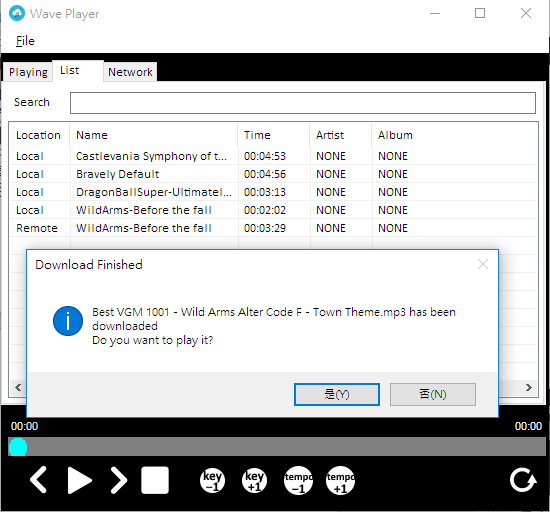 Wave Player
File
Playing List Network
Search
Location Name Time Artist Album
Local Castlevania Symphony of t... 00:04:53 NONE NONE
Local Bravely Default 00:04:56 NONE NONE
Local DragonBallSuper-UltimateI... 00:03:13 NONE NONE
Local WildArms-Before the fall 00:02:02 NONE NONE
Remote WildArms-Before the fall 00:03:29 NONE NONE
Download Finished
Best VGM 1001 - Wild Arms Alter Code F - Town Theme.mp3 has been
downloaded
Do you want to play it?
是(Y) 否(N)
00:00 00:00
key
-1
key
+1
tempo
-1
tempo
+1